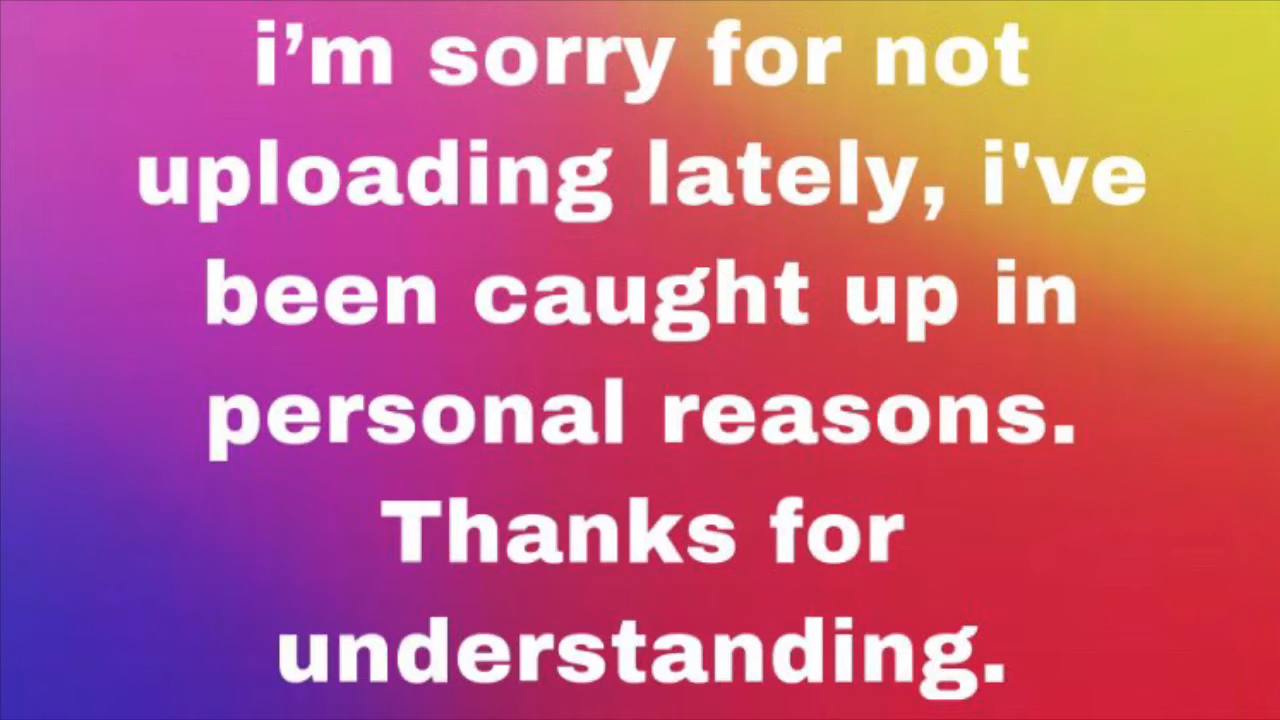 i’m sorry for not
uploading lately, i've
been caught up in
personal reasons.
Thanks for
understanding.